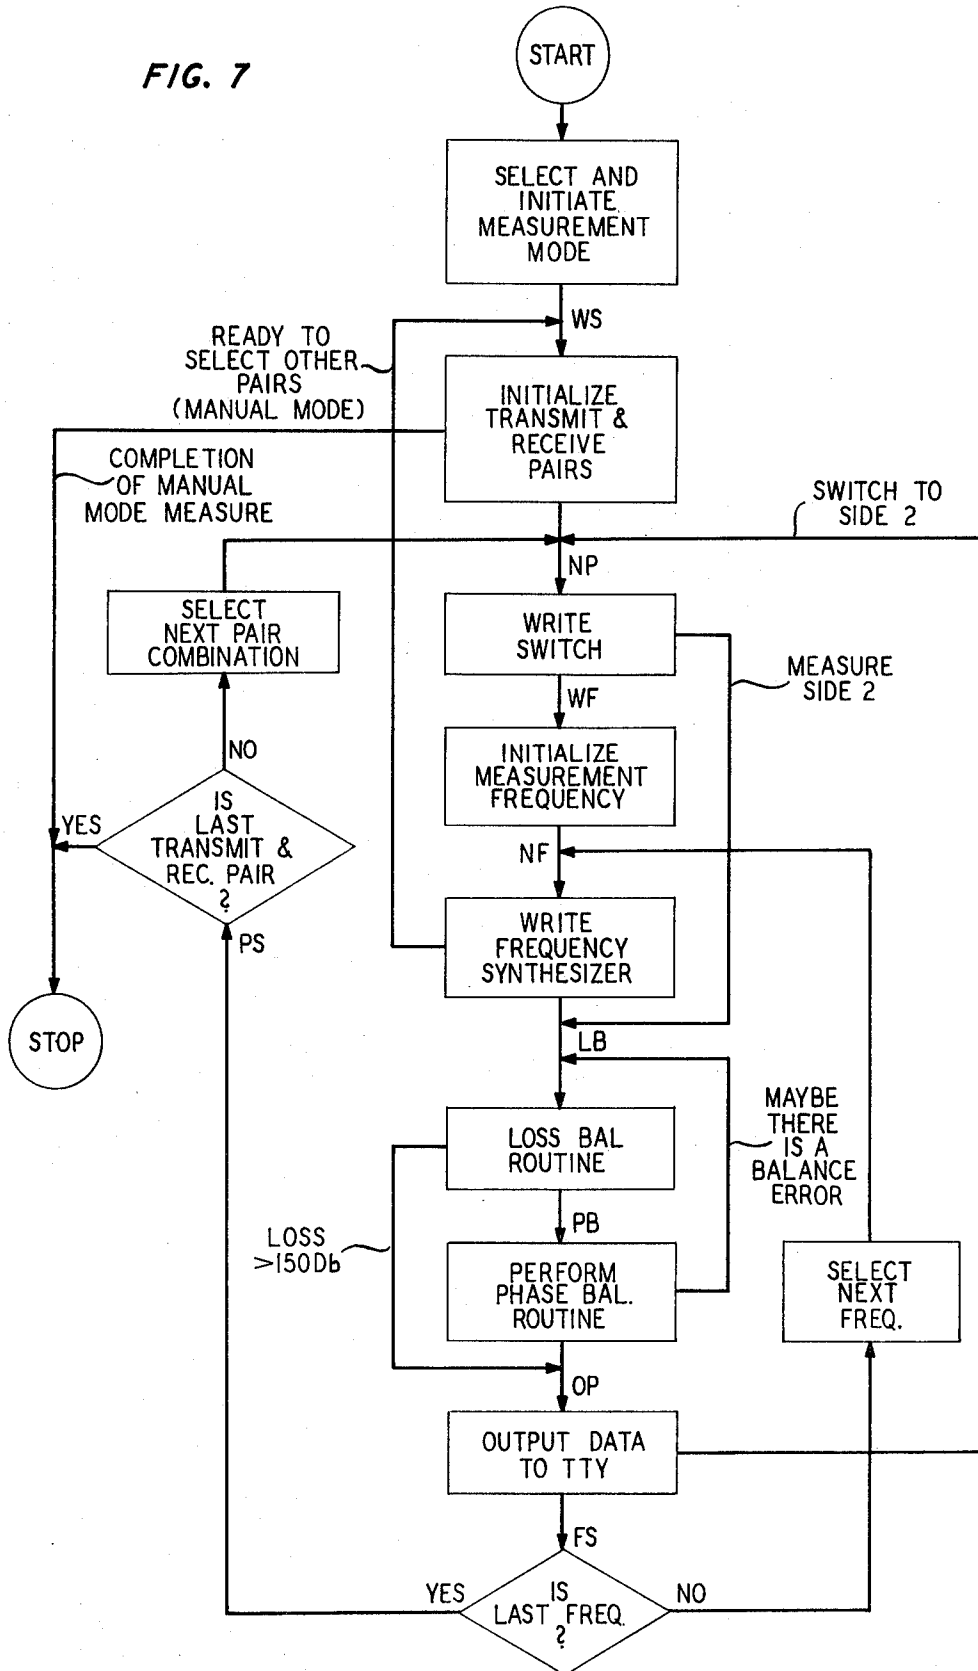 FIG. 7
START
SELECT AND
INITIATE
MEASUREMENT
MODE
WS
READY TO
SELECT OTHER
PAIRS
(MANUAL MODE)
INITIALIZE
TRANSMIT &
RECEIVE
PAIRS
COMPLETION
OF MANUAL
MODE MEASURE
SWITCH TO
SIDE 2
NP
SELECT
NEXT PAIR
COMBINATION
WRITE
SWITCH
MEASURE
SIDE 2
WF
NO
INITIALIZE
MEASUREMENT
FREQUENCY
YES
IS
LAST
TRANSMIT &
REC. PAIR
?
NF
PS
WRITE
FREQUENCY
SYNTHESIZER
STOP
LB
MAYBE
THERE
IS A
BALANCE
ERROR
LOSS BAL
ROUTINE
PB
LOSS
>150Db
PERFORM
PHASE BAL.
ROUTINE
SELECT
NEXT
FREQ.
OP
OUTPUT DATA
TO TTY
FS
YES
IS
LAST FREQ.
?
NO